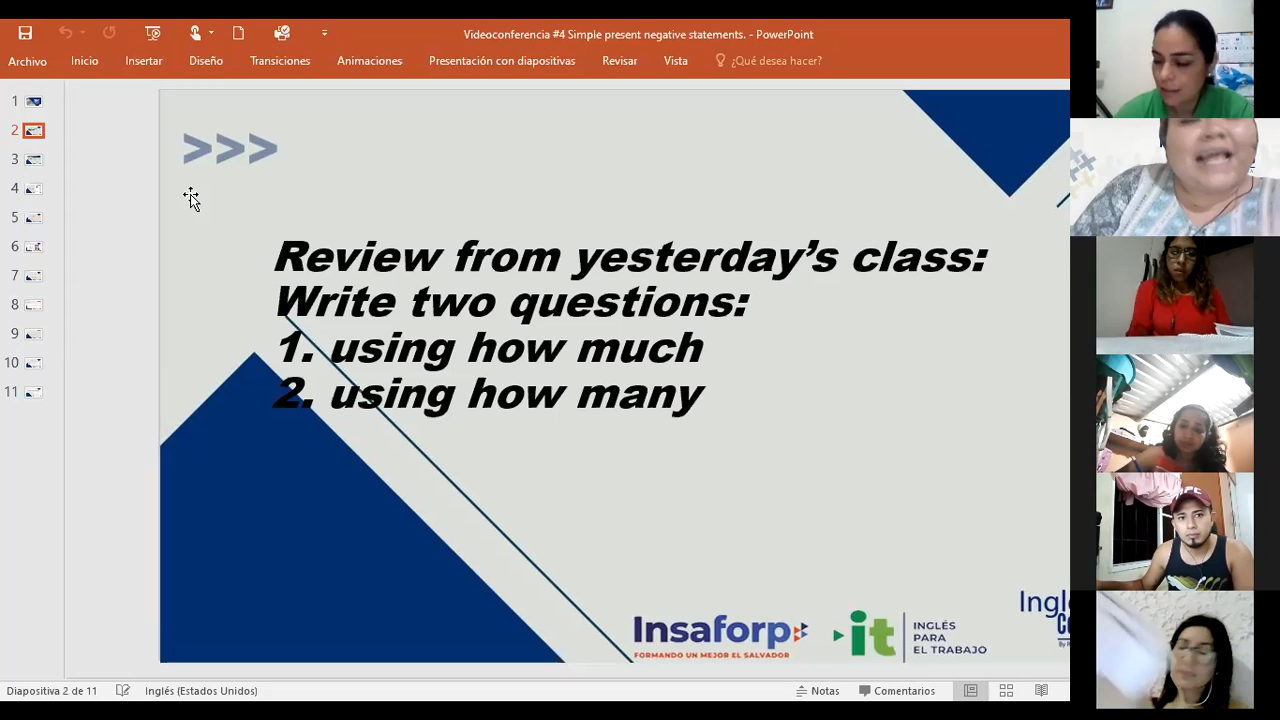 Videoconferencia #4 Simple present negative statements. - PowerPoint
Archivo Inicio Insertar Diseño Transiciones Animaciones Presentación con diapositivas Revisar Vista ¿Qué desea hacer?
1
2
3
4
5
6
7
8
9
10
11
>>>
Review from yesterday's class:
Write two questions:
1. using how much
2. using how many
Insaforp
FORMANDO UN MEJOR EL SALVADOR
it
INGLÉS
PARA
EL TRABAJO
Diapositiva 2 de 11 Inglés (Estados Unidos) Notas Comentarios